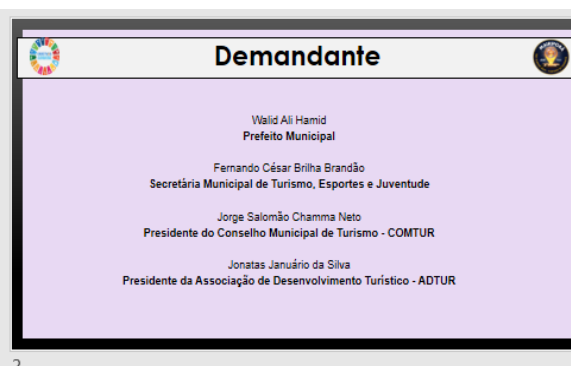 Demandante
Walid Ali Hamid
Prefeito Municipal
Fernando César Brilha Brandão
Secretária Municipal de Turismo, Esportes e Juventude
Jorge Salomão Chamma Neto
Presidente do Conselho Municipal de Turismo - COMTUR
Jonatas Januário da Silva
Presidente da Associação de Desenvolvimento Turístico - ADTUR